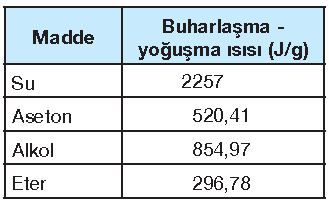 Madde
Buharlaşma -
yoğuşma ısısı (J/g)
Su 2257
Aseton 520,41
Alkol 854,97
Eter 296,78